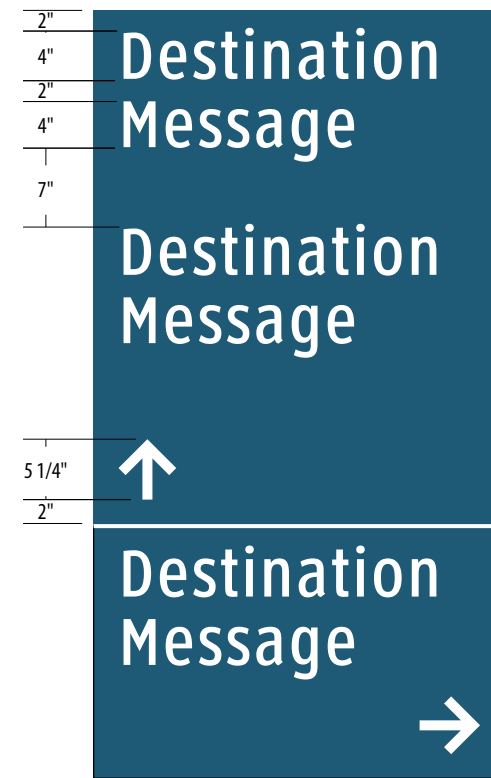 2"
4"
2"
4"
7"
5 1/4"
2"
Destination
Message
Destination
Message
Destination
Message